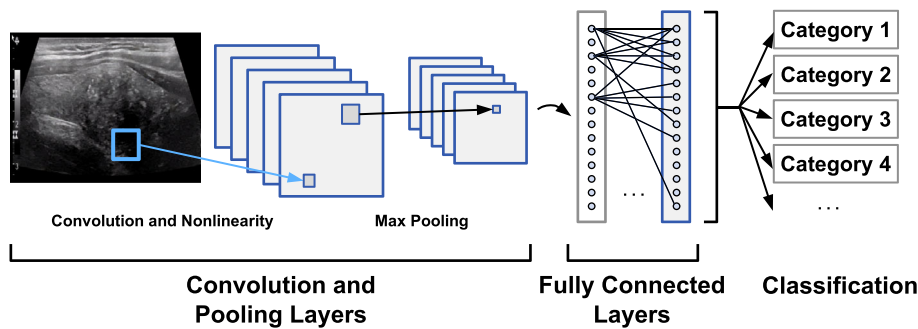 Category 1
Category 2
Category 3
Category 4
...
...
Convolution and Nonlinearity
Max Pooling
Convolution and
Pooling Layers
Fully Connected
Layers
Classification